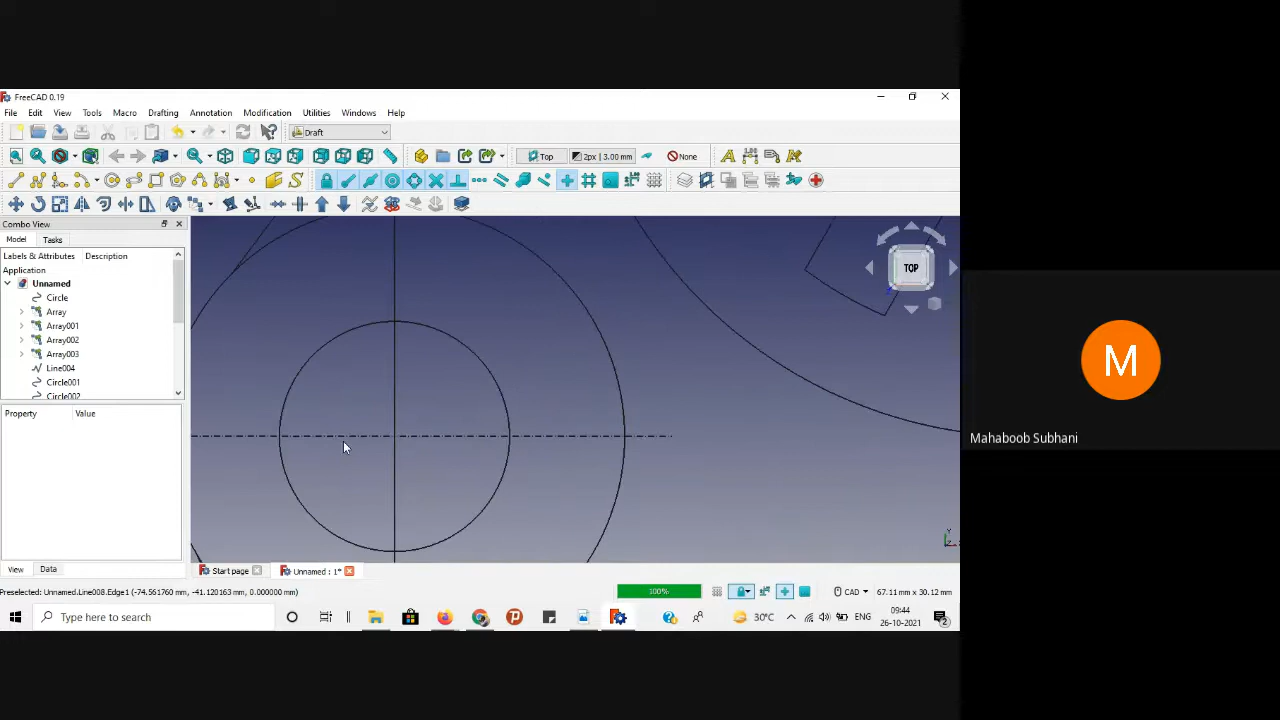 FreeCAD 0.19
File Edit View Tools Macro Drafting Annotation Modification Utilities Windows Help
Draft
Top 2px | 3.00 mm None
Combo View
Model Tasks
Labels & Attributes Description
Application
Unnamed
Circle
Array
Array001
Array002
Array003
Line004
Circle001
Circle002
Property Value
TOP
View Data
Start page Unnamed : 1*
Preselected: Unnamed.Line008.Edge1 (-74.561760 mm, -41.120163 mm, 0.000000 mm) 100% CAD 67.11 mm x 30.12 mm
Type here to search 30°C ENG 09:44
26-10-2021 2
M
Mahaboob Subhani